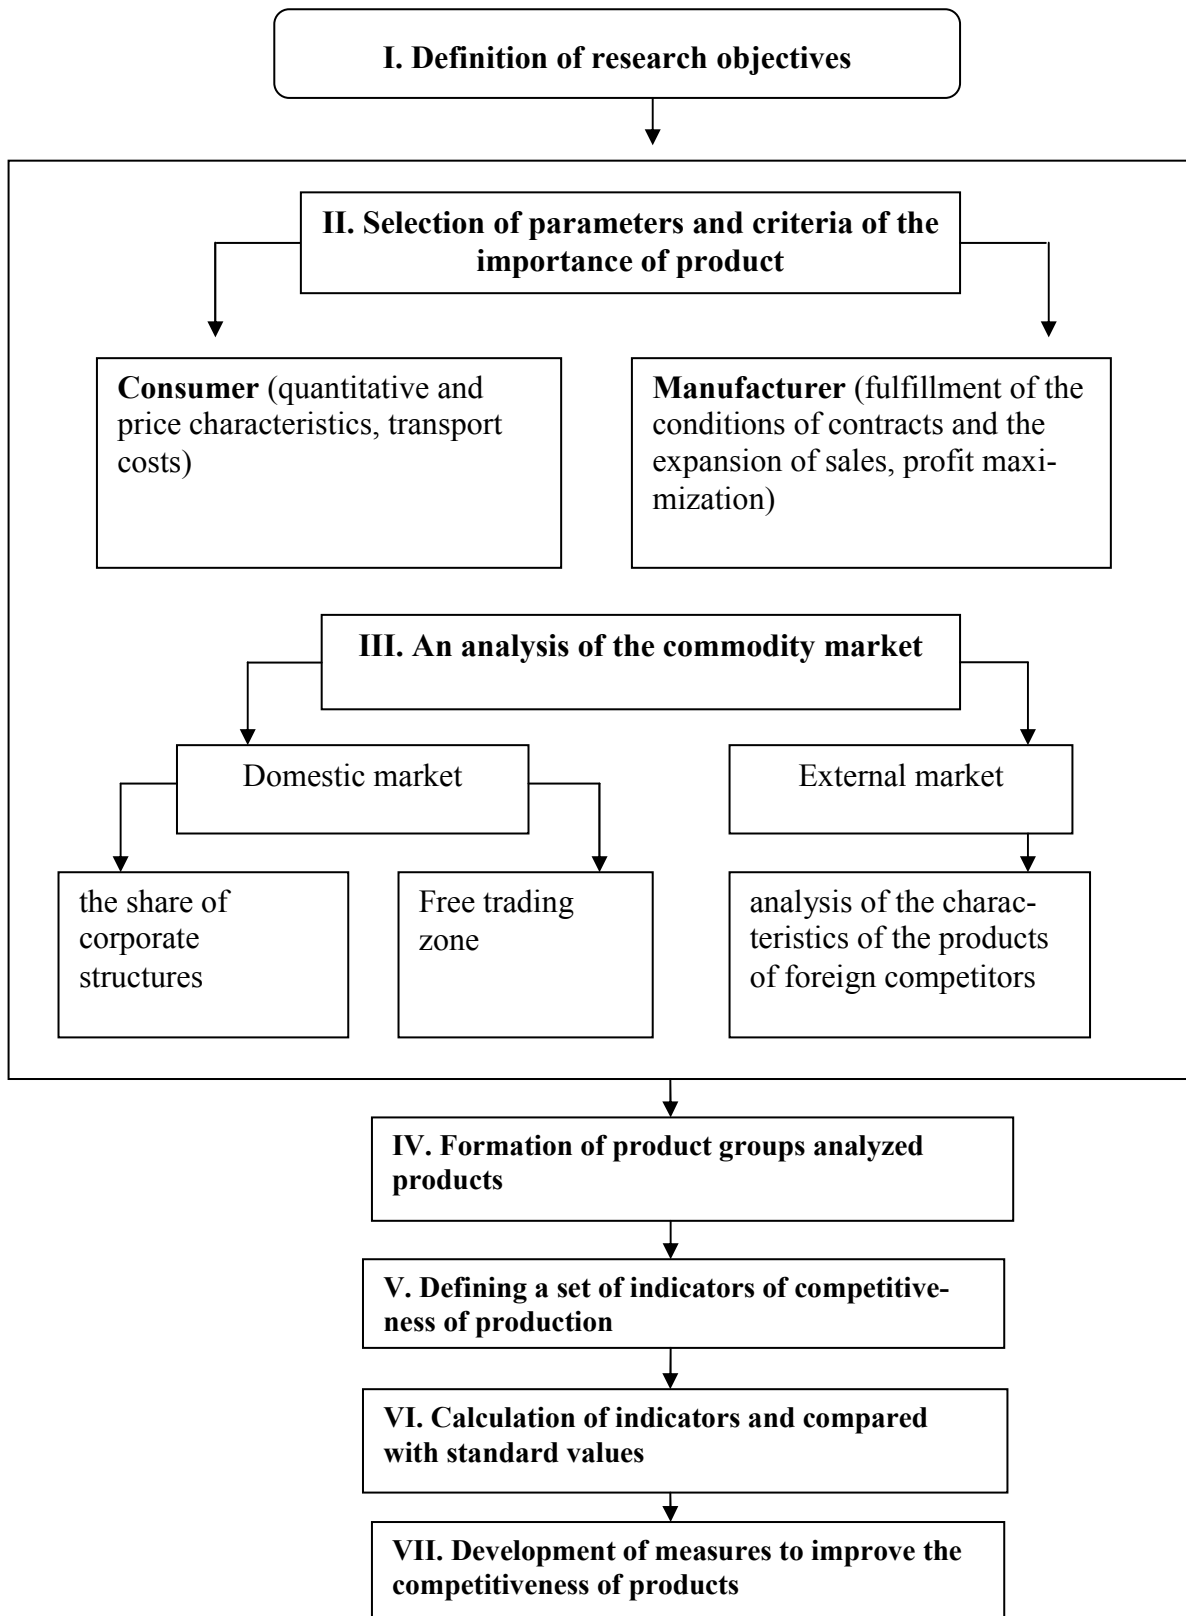 I. Definition of research objectives
II. Selection of parameters and criteria of the
importance of product
Consumer (quantitative and
price characteristics, transport
costs)
Manufacturer (fulfillment of the
conditions of contracts and the
expansion of sales, profit maxi-
mization)
III. An analysis of the commodity market
Domestic market
External market
the share of
corporate
structures
Free trading
zone
analysis of the charac-
teristics of the products
of foreign competitors
IV. Formation of product groups analyzed
products
V. Defining a set of indicators of competitive-
ness of production
VI. Calculation of indicators and compared
with standard values
VII. Development of measures to improve the
competitiveness of products